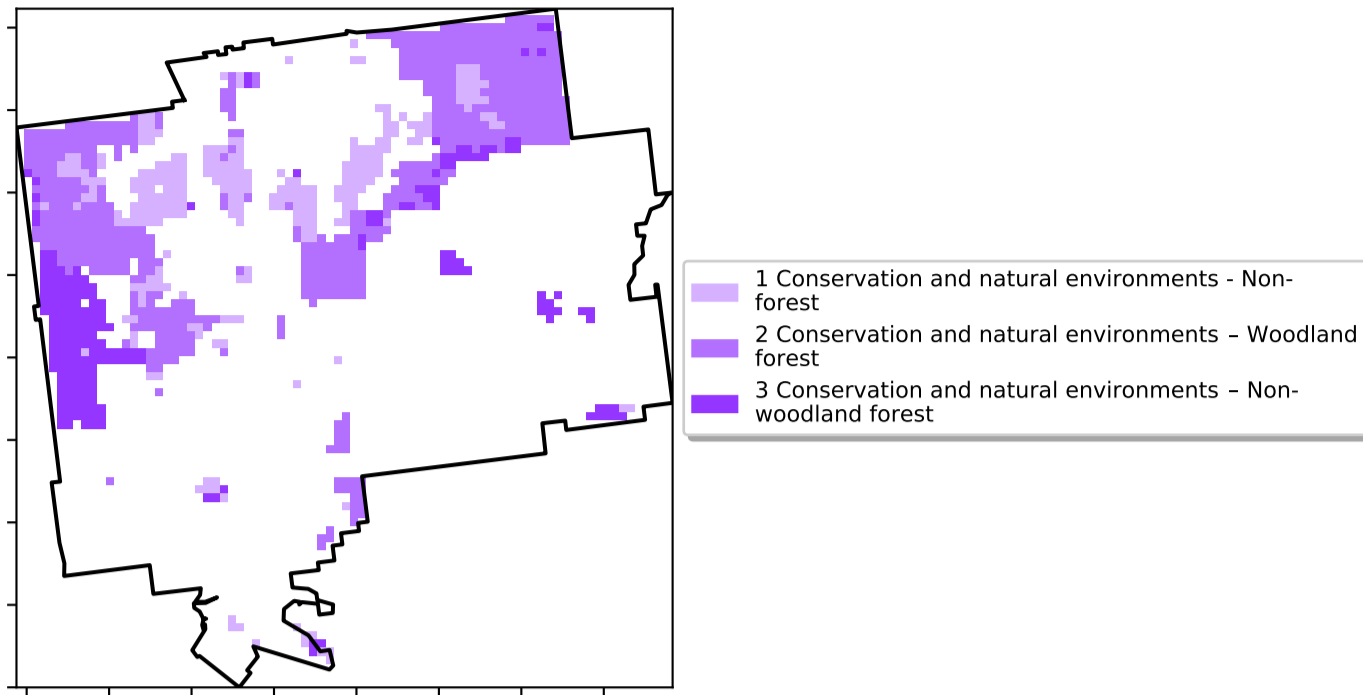 1 Conservation and natural environments - Non-
forest
2 Conservation and natural environments – Woodland
forest
3 Conservation and natural environments – Non-
woodland forest